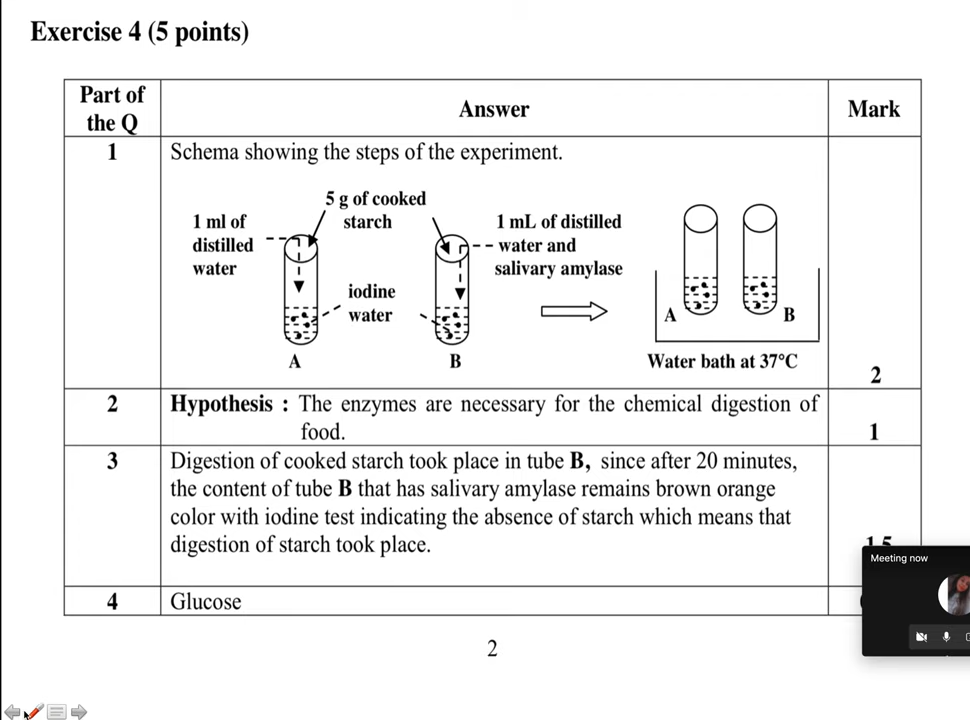 Exercise 4 (5 points)
Part of
the Q
Answer
Mark
1
Schema showing the steps of the experiment.
5 g of cooked
starch
1 ml of
distilled
water
1 mL of distilled
water and
salivary amylase
iodine
water
A
B
A
B
Water bath at 37°C
2
2
Hypothesis : The enzymes are necessary for the chemical digestion of
food.
1
3
Digestion of cooked starch took place in tube B, since after 20 minutes,
the content of tube B that has salivary amylase remains brown orange
color with iodine test indicating the absence of starch which means that
digestion of starch took place.
Meeting now
4
Glucose
2